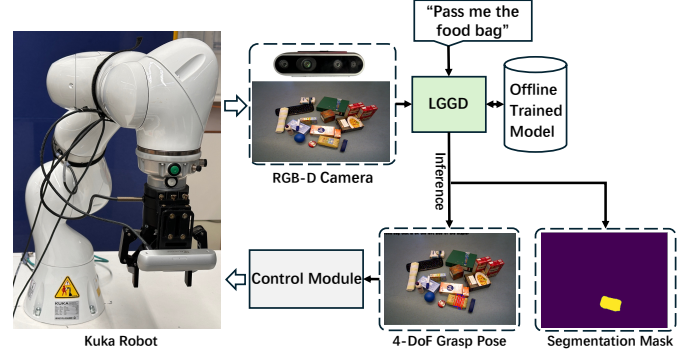 “Pass me the
food bag”
LGGD
Offline
Trained
Model
RGB-D Camera
Inference
Control Module
KUKA
Kuka Robot
4-DoF Grasp Pose
Segmentation Mask